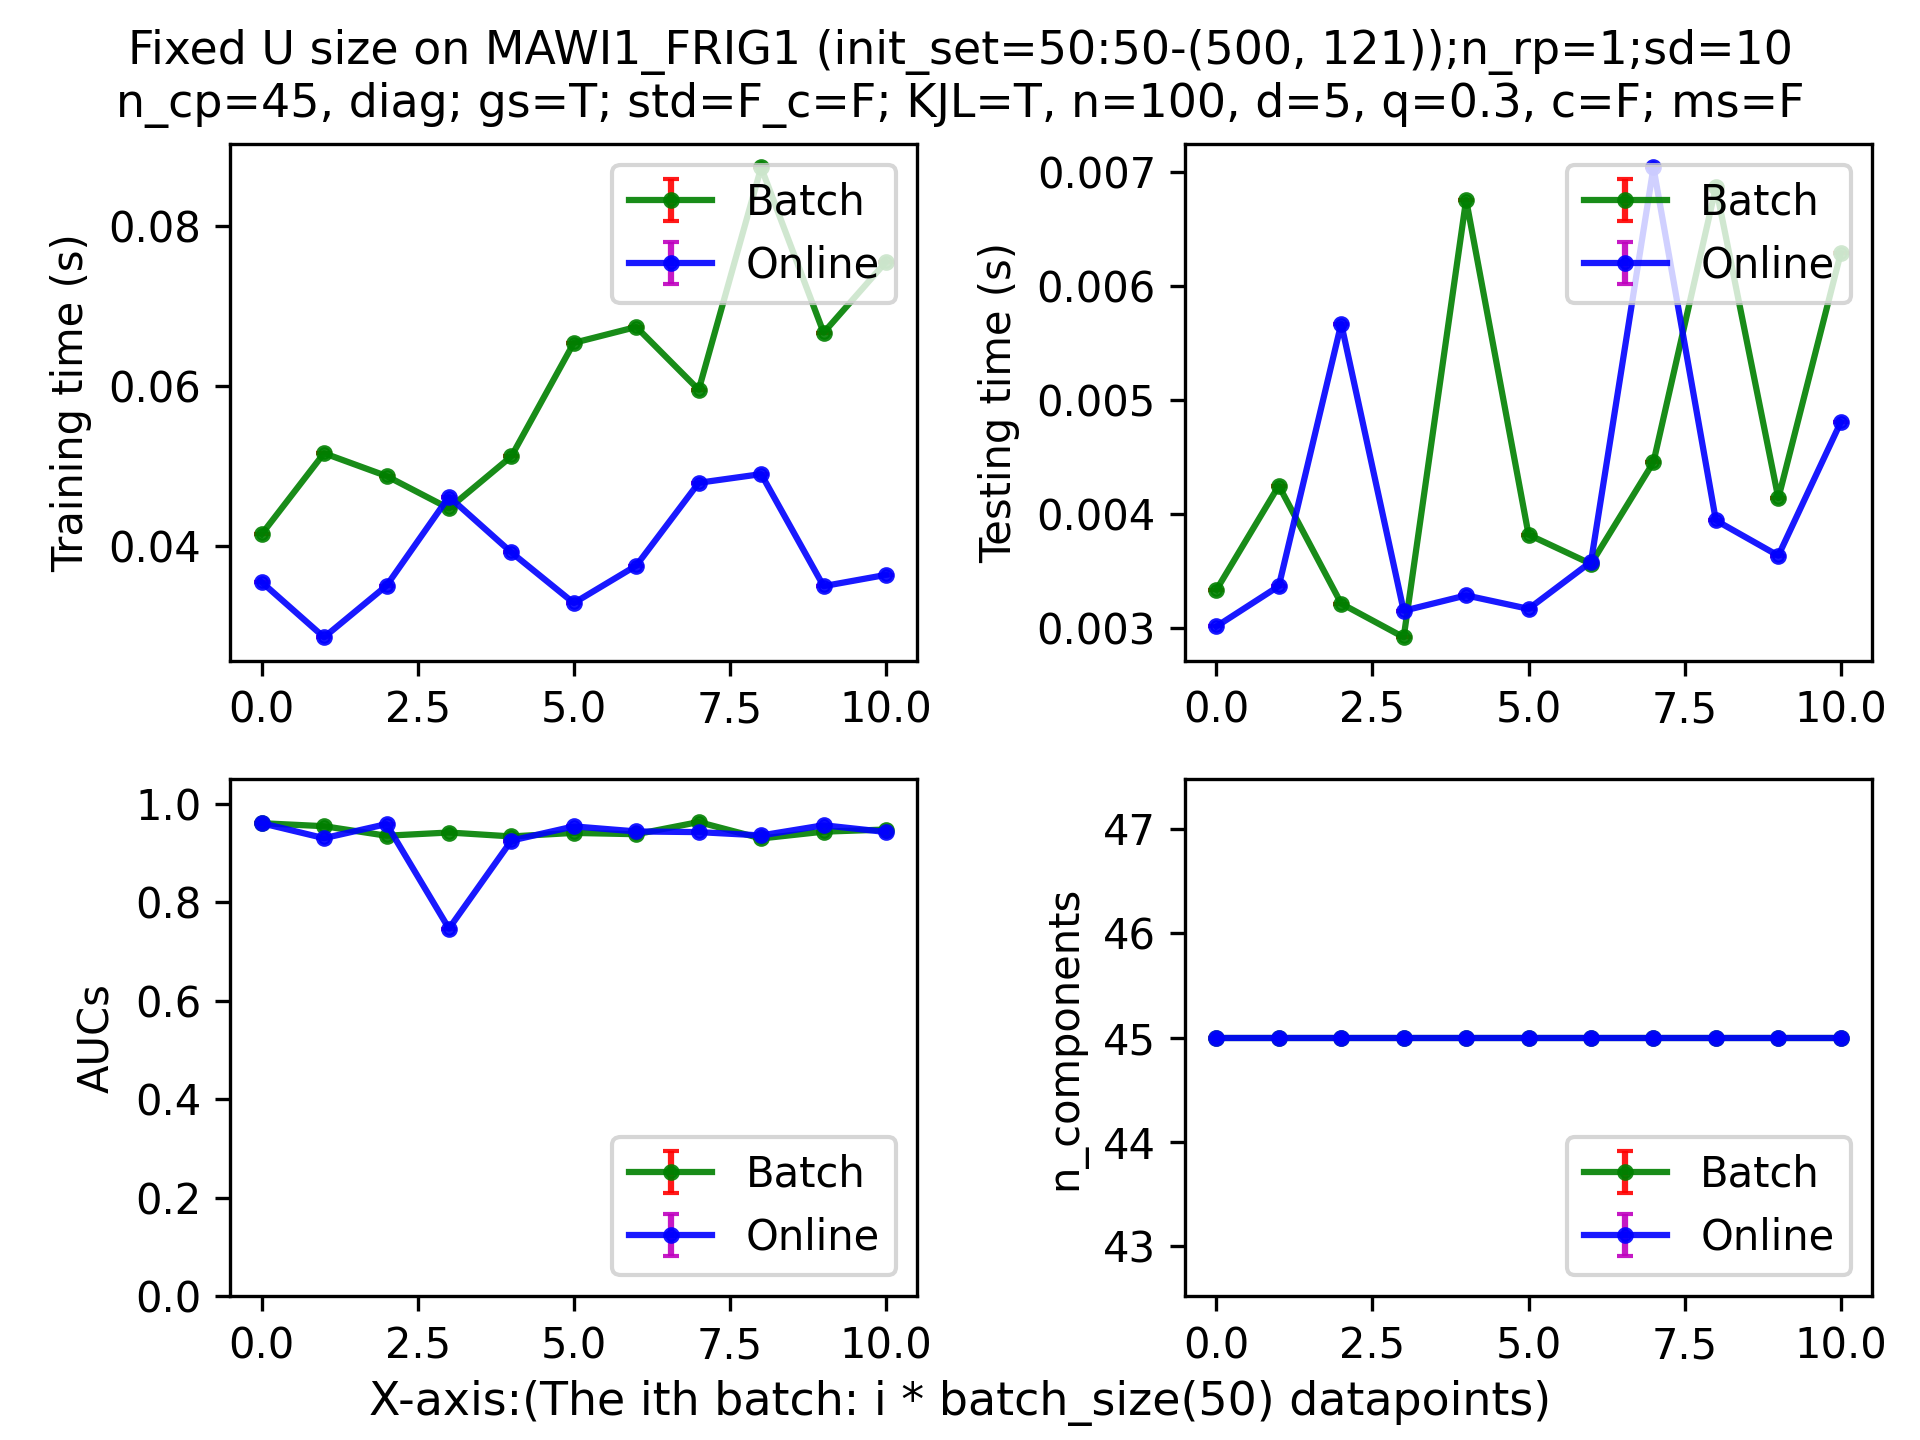 Fixed U size on MAWI1_FRIG1 (init_set=50:50-(500, 121));n_rp=1;sd=10
n_cp=45, diag; gs=T; std=F_c=F; KJL=T, n=100, d=5, q=0.3, c=F; ms=F
Training time (s)
0.08
0.06
0.04
0.0 2.5 5.0 7.5 10.0
Batch
Online
Testing time (s)
0.007
0.006
0.005
0.004
0.003
0.0 2.5 5.0 7.5 10.0
Batch
Online
AUCs
1.0
0.8
0.6
0.4
0.2
0.0
0.0 2.5 5.0 7.5 10.0
Batch
Online
n_components
47
46
45
44
43
0.0 2.5 5.0 7.5 10.0
Batch
Online
X-axis:(The ith batch: i * batch_size(50) datapoints)